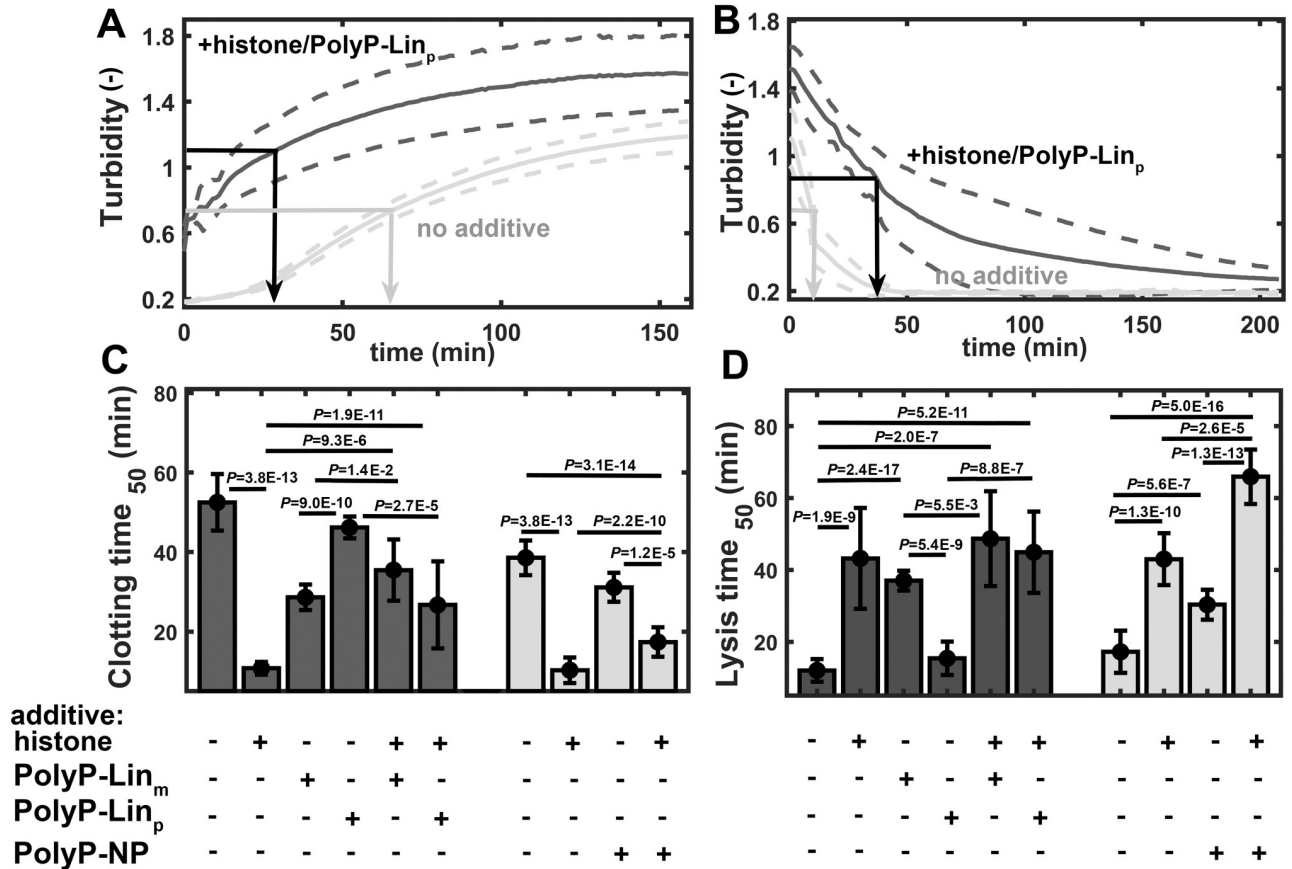 A
+histone/PolyP-Linp
Turbidity (-)
1.8
1.4
1
0.6
0.2
no additive
0 50 100 150
time (min)
B
+histone/PolyP-Linp
Turbidity (-)
1.8
1.4
1
0.6
0.2
no additive
0 50 100 150 200
time (min)
C
Clotting time 50 (min)
80
60
40
20
P=1.9E-11
P=9.3E-6
P=3.8E-13
P=1.4E-2
P=9.0E-10
P=2.7E-5
P=3.1E-14
P=3.8E-13
P=2.2E-10
P=1.2E-5
D
Lysis time 50 (min)
80
60
40
20
P=5.2E-11
P=2.0E-7
P=2.4E-17
P=8.8E-7
P=1.9E-9
P=5.5E-3
P=5.4E-9
P=5.0E-16
P=2.6E-5
P=1.3E-13
P=5.6E-7
P=1.3E-10
additive:
histone - + - - + + - + - + - + - - + + - + - +
PolyP-Linm - - + - + - - - - - - - + - + - - - - -
PolyP-Linp - - - + - + - - - - - - - + - + - - - -
PolyP-NP - - - - - - - - + + - - - - - - - - + +